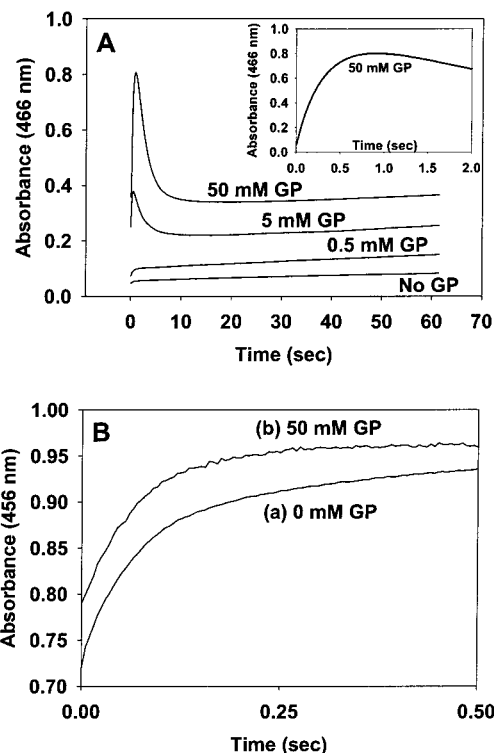 A
Absorbance (466 nm)
1.0
0.8
0.6
0.4
0.2
0.0
0
10
20
30
40
50
60
70
Time (sec)
50 mM GP
5 mM GP
0.5 mM GP
No GP
Absorbance (466 nm)
1.0
0.8
0.6
0.4
0.2
0.0
50 mM GP
Time (sec)
0.0
0.5
1.0
1.5
2.0
B
Absorbance (456 nm)
1.00
0.95
0.90
0.85
0.80
0.75
0.70
(b) 50 mM GP
(a) 0 mM GP
0.00
0.25
0.50
Time (sec)